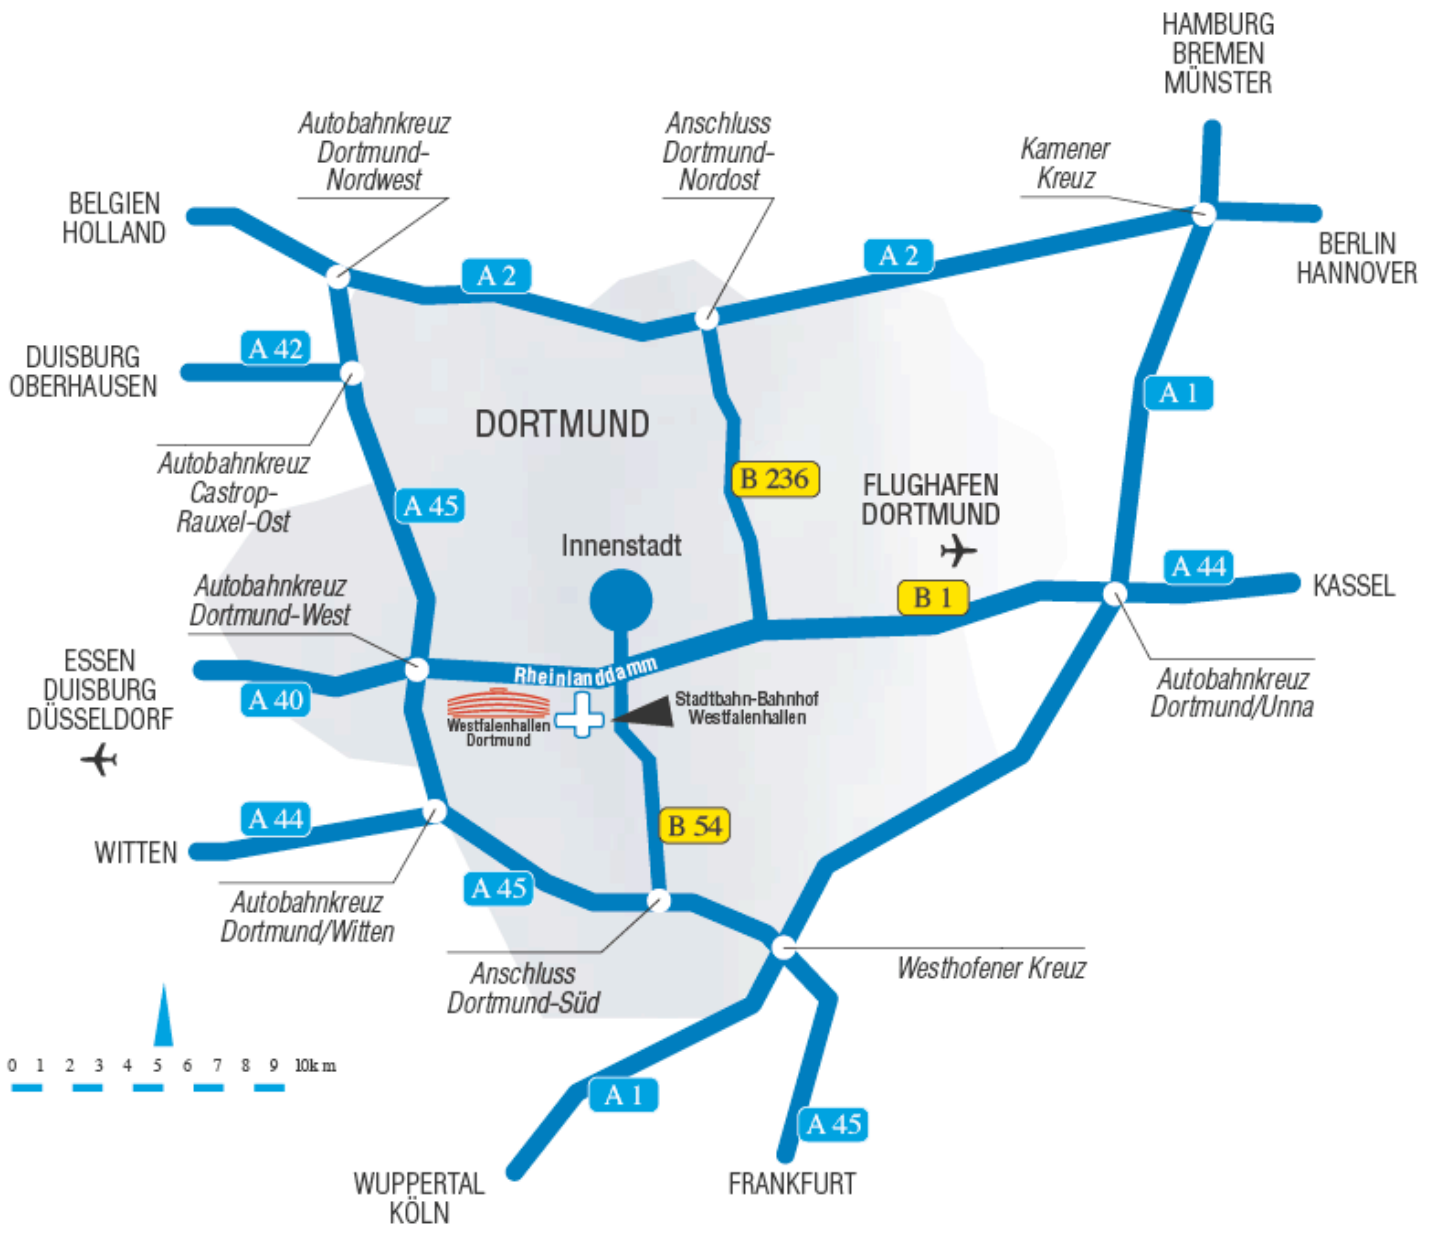 HAMBURG
BREMEN
MÜNSTER
Autobahnkreuz
Dortmund-
Nordwest
Anschluss
Dortmund-
Nordost
Kamener
Kreuz
BELGIEN
HOLLAND
BERLIN
HANNOVER
A 2
A 2
DUISBURG
OBERHAUSEN
A 42
A 1
DORTMUND
Autobahnkreuz
Castrop-
Rauxel-Ost
A 45
B 236
FLUGHAFEN
DORTMUND
Innenstadt
Autobahnkreuz
Dortmund-West
B 1
A 44
KASSEL
ESSEN
DUISBURG
DÜSSELDORF
A 40
Rheinlanddamm
Westfalenhallen
Dortmund
Stadtbahn-Bahnhof
Westfalenhallen
Autobahnkreuz
Dortmund/Unna
A 44
WITTEN
B 54
A 45
Autobahnkreuz
Dortmund/Witten
Anschluss
Dortmund-Süd
Westhofener Kreuz
0 1 2 3 4 5 6 7 8 9 10k m
A 1
A 45
WUPPERTAL
KÖLN
FRANKFURT